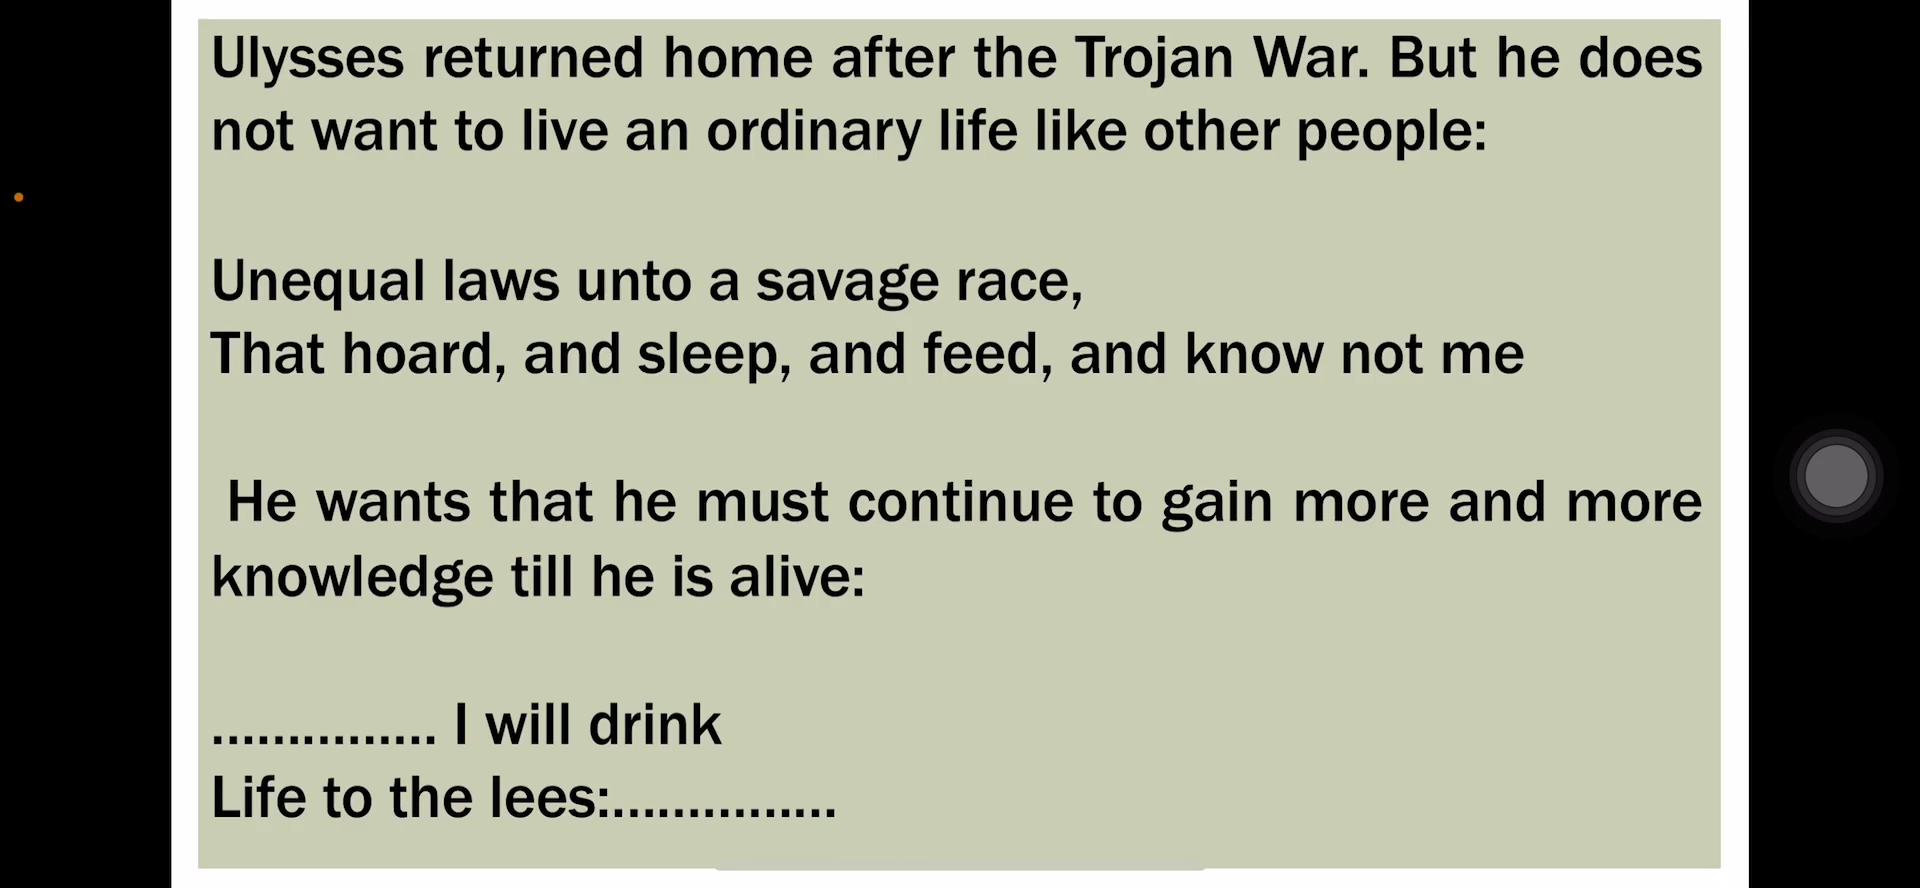 Ulysses returned home after the Trojan War. But he does
not want to live an ordinary life like other people:
Unequal laws unto a savage race,
That hoard, and sleep, and feed, and know not me
He wants that he must continue to gain more and more
knowledge till he is alive:
............... I will drink
Life to the lees:...............